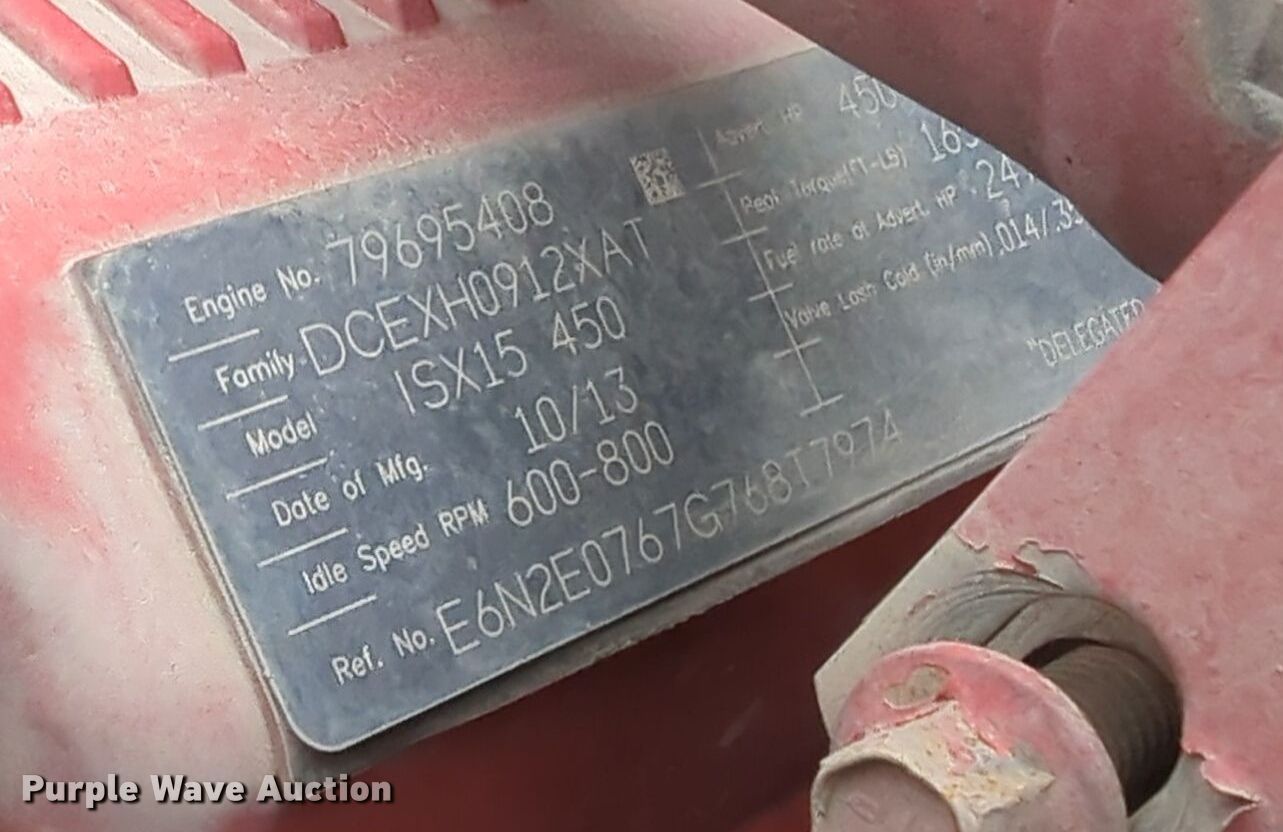 Engine No. 79695408
Family DCEXH0912XAT
Model ISX15 450
Date of Mfg. 10/13
Idle Speed RPM 600-800
Ref. No. E6N2E0767G768T7974
Advert. HP 450
Peak Torque(FT-LB)
Fuel rate at Advert. HP
Valve Lash Cold (in/mm)
"DELEGATED
Purple Wave Auction